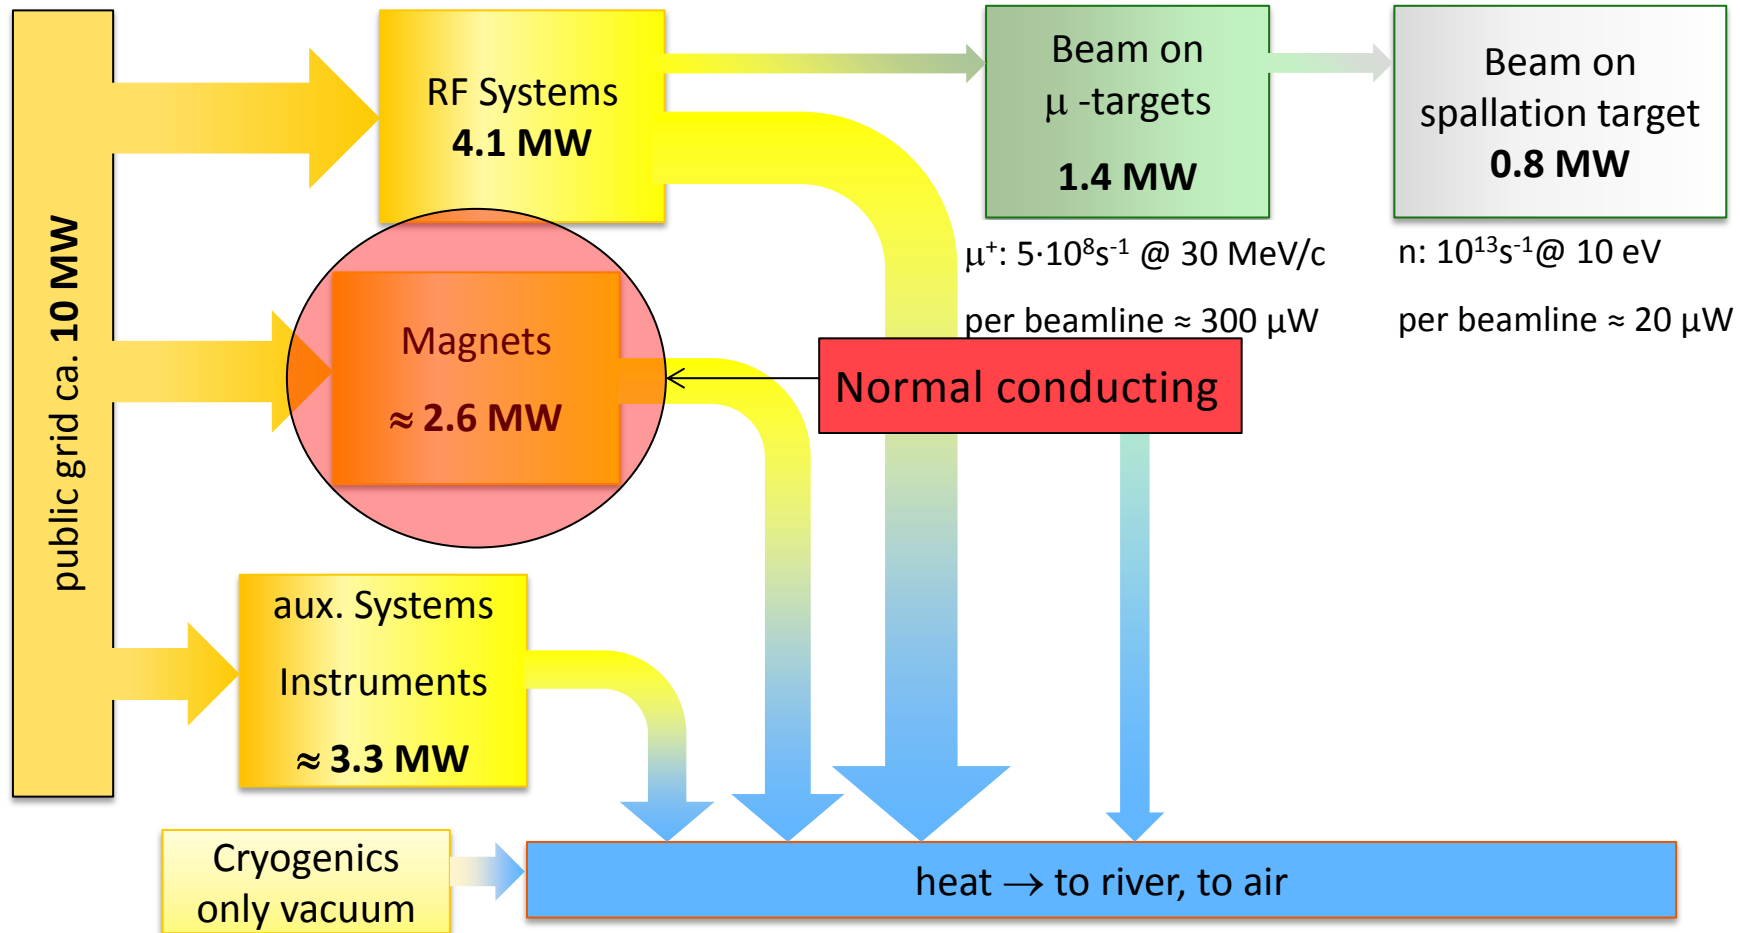 public grid ca. 10 MW
RF Systems
4.1 MW
Beam on
μ -targets
1.4 MW
Beam on
spallation target
0.8 MW
μ⁺: 5·10⁸s⁻¹ @ 30 MeV/c
per beamline ≈ 300 μW
n: 10¹³s⁻¹@ 10 eV
per beamline ≈ 20 μW
Magnets
≈ 2.6 MW
Normal conducting
aux. Systems
Instruments
≈ 3.3 MW
Cryogenics
only vacuum
heat → to river, to air